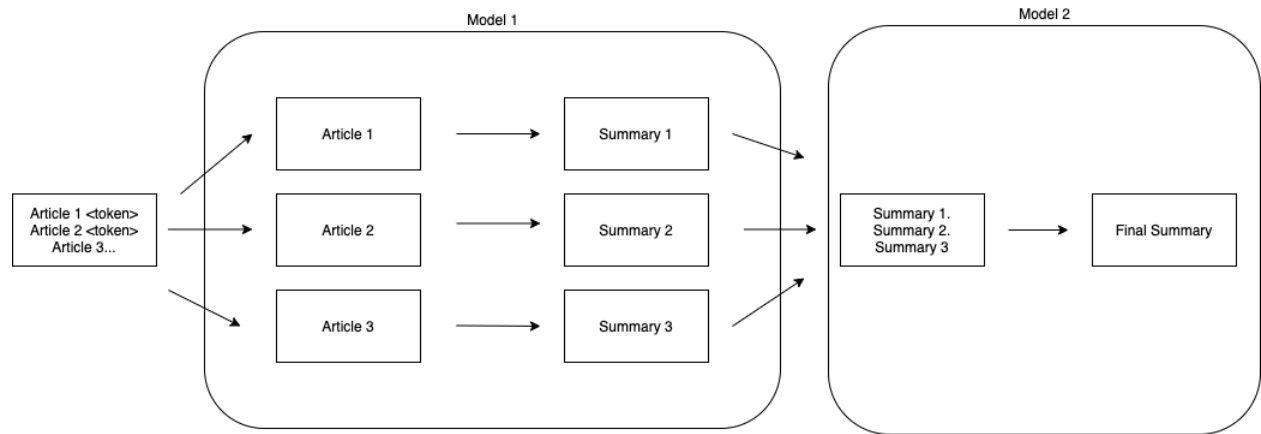 Model 1
Model 2
Article 1 <token>
Article 2 <token>
Article 3...
Article 1
Summary 1
Article 2
Summary 2
Article 3
Summary 3
Summary 1.
Summary 2.
Summary 3
Final Summary